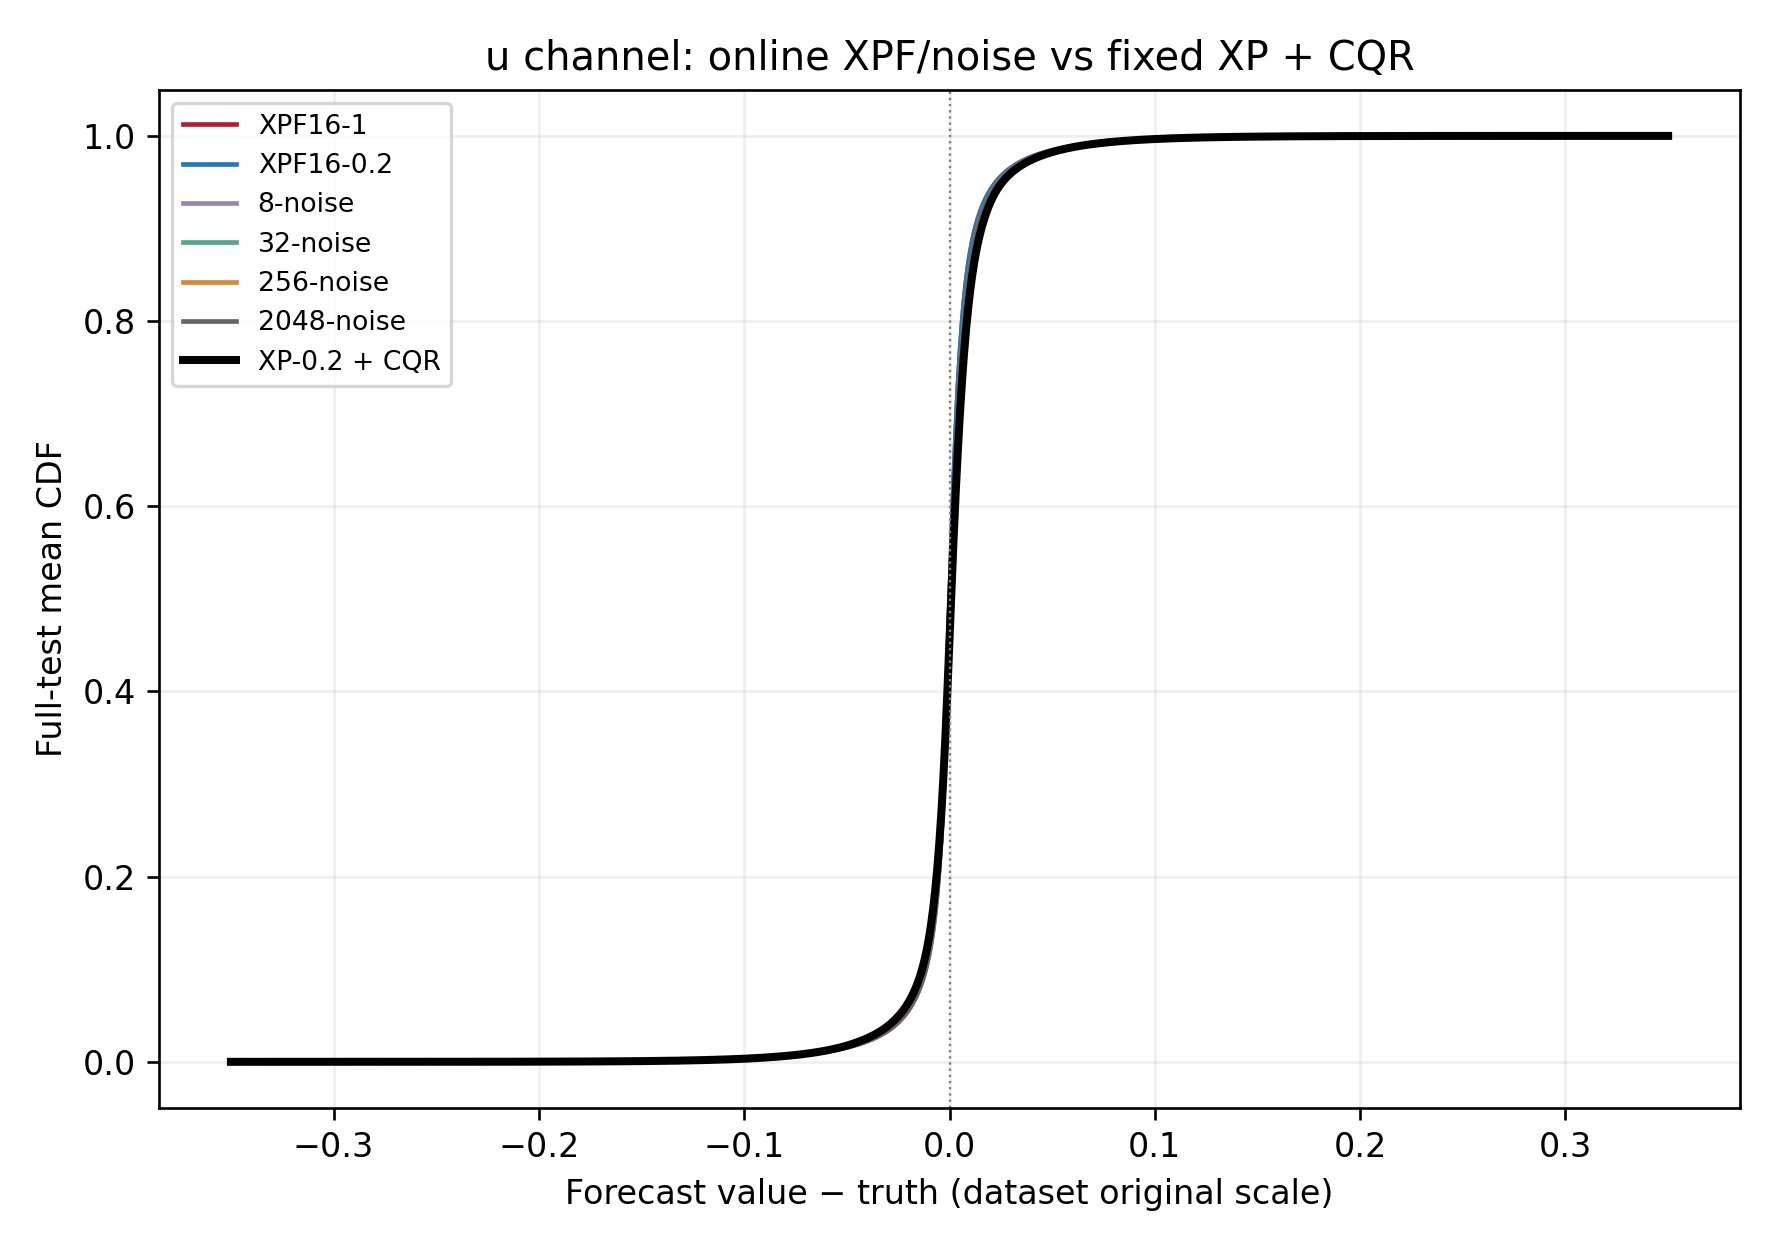 u channel: online XPF/noise vs fixed XP + CQR
XPF16-1
XPF16-0.2
8-noise
32-noise
256-noise
2048-noise
XP-0.2 + CQR
Full-test mean CDF
1.0
0.8
0.6
0.4
0.2
0.0
−0.3 −0.2 −0.1 0.0 0.1 0.2 0.3
Forecast value − truth (dataset original scale)